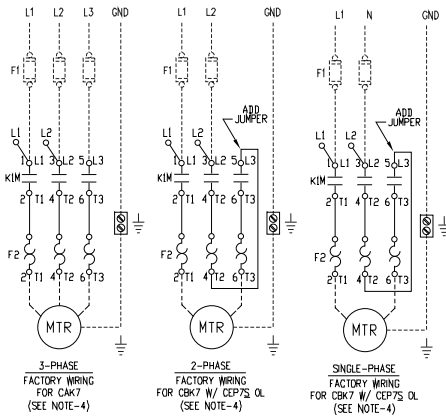 L1 L2 L3 GND
F1
L1 L2
1 L1 3 L2 5 L3
K1M
2 T1 4 T2 6 T3
F2
2 T1 4 T2 6 T3
MTR
3-PHASE
FACTORY WIRING
FOR CAK7
(SEE NOTE-4)
L1 L2 GND
F1
ADD
JUMPER
L1 L2
1 L1 3 L2 5 L3
K1M
2 T1 4 T2 6 T3
F2
2 T1 4 T2 6 T3
MTR
2-PHASE
FACTORY WIRING
FOR CBK7 W/ CEP7S OL
(SEE NOTE-4)
L1 N GND
F1
ADD
JUMPER
L1 L2
1 L1 3 L2 5 L3
K1M
2 T1 4 T2 6 T3
F2
2 T1 4 T2 6 T3
MTR
SINGLE-PHASE
FACTORY WIRING
FOR CBK7 W/ CEP7S OL
(SEE NOTE-4)